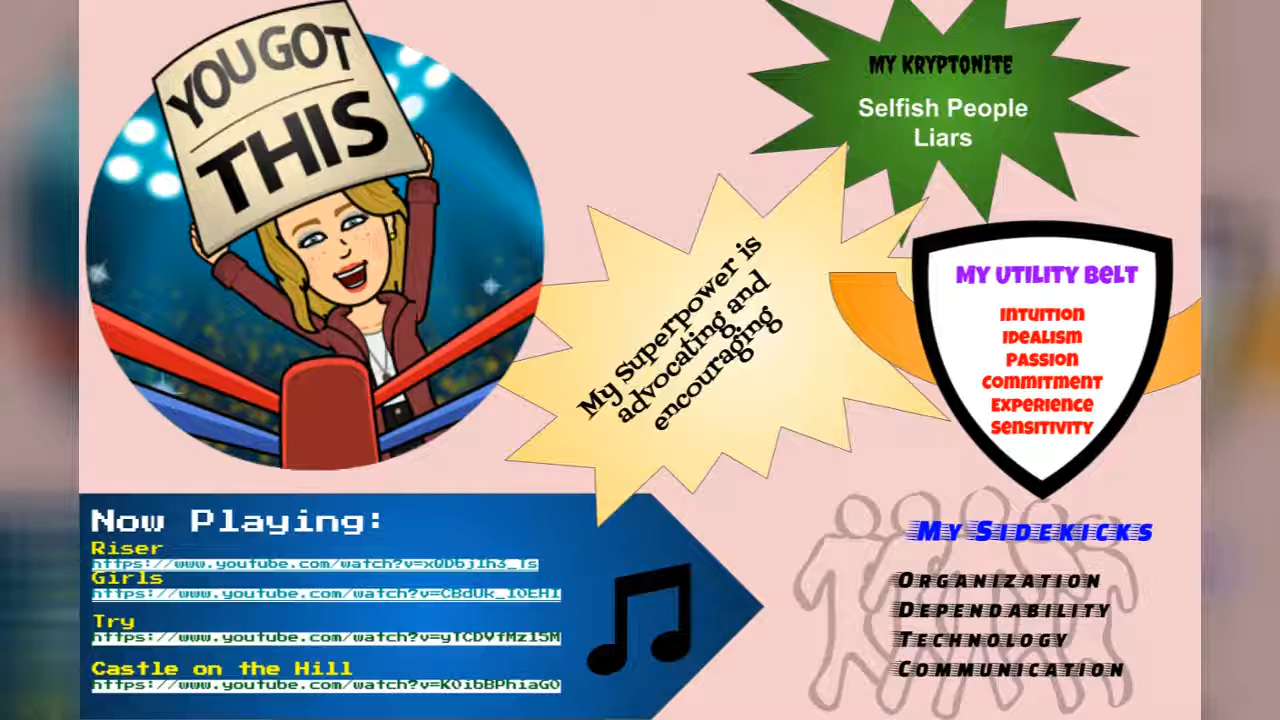 YOU GOT
THIS
MY KRYPTONITE
Selfish People
Liars
My Superpower is
advocating and
encouraging
MY UTILITY BELT
INTUITION
IDEALISM
PASSION
COMMITMENT
EXPERIENCE
SENSITIVITY
Now Playing:
Riser
Girls
Try
Castle on the Hill
My Sidekicks
Organization
Dependability
Technology
Communication